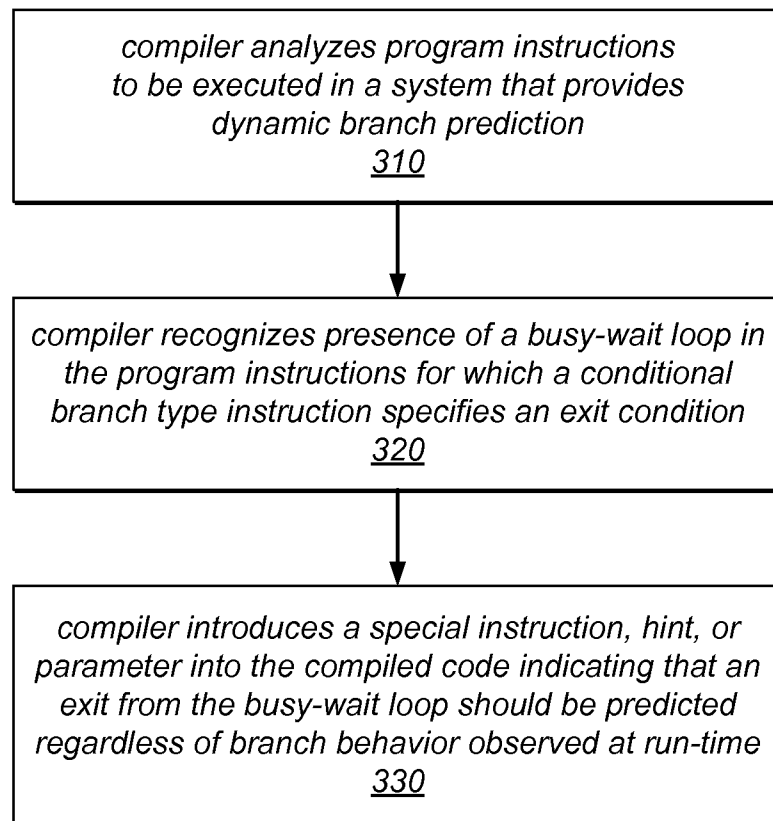 compiler analyzes program instructions
to be executed in a system that provides
dynamic branch prediction
310
compiler recognizes presence of a busy-wait loop in
the program instructions for which a conditional
branch type instruction specifies an exit condition
320
compiler introduces a special instruction, hint, or
parameter into the compiled code indicating that an
exit from the busy-wait loop should be predicted
regardless of branch behavior observed at run-time
330